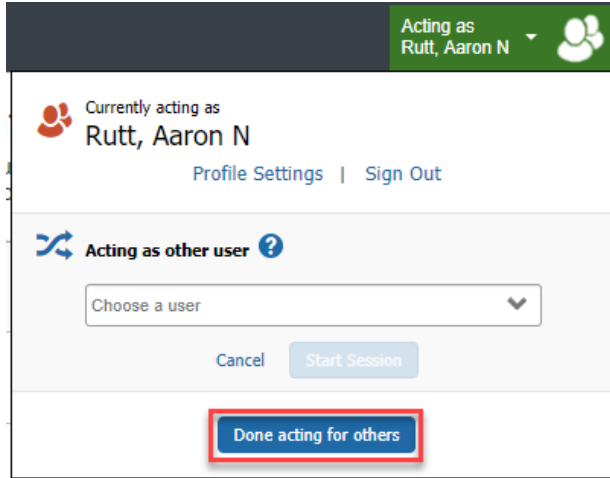 Acting as
Rutt, Aaron N
Currently acting as
Rutt, Aaron N
Profile Settings | Sign Out
Acting as other user ?
Choose a user
Cancel Start Session
Done acting for others